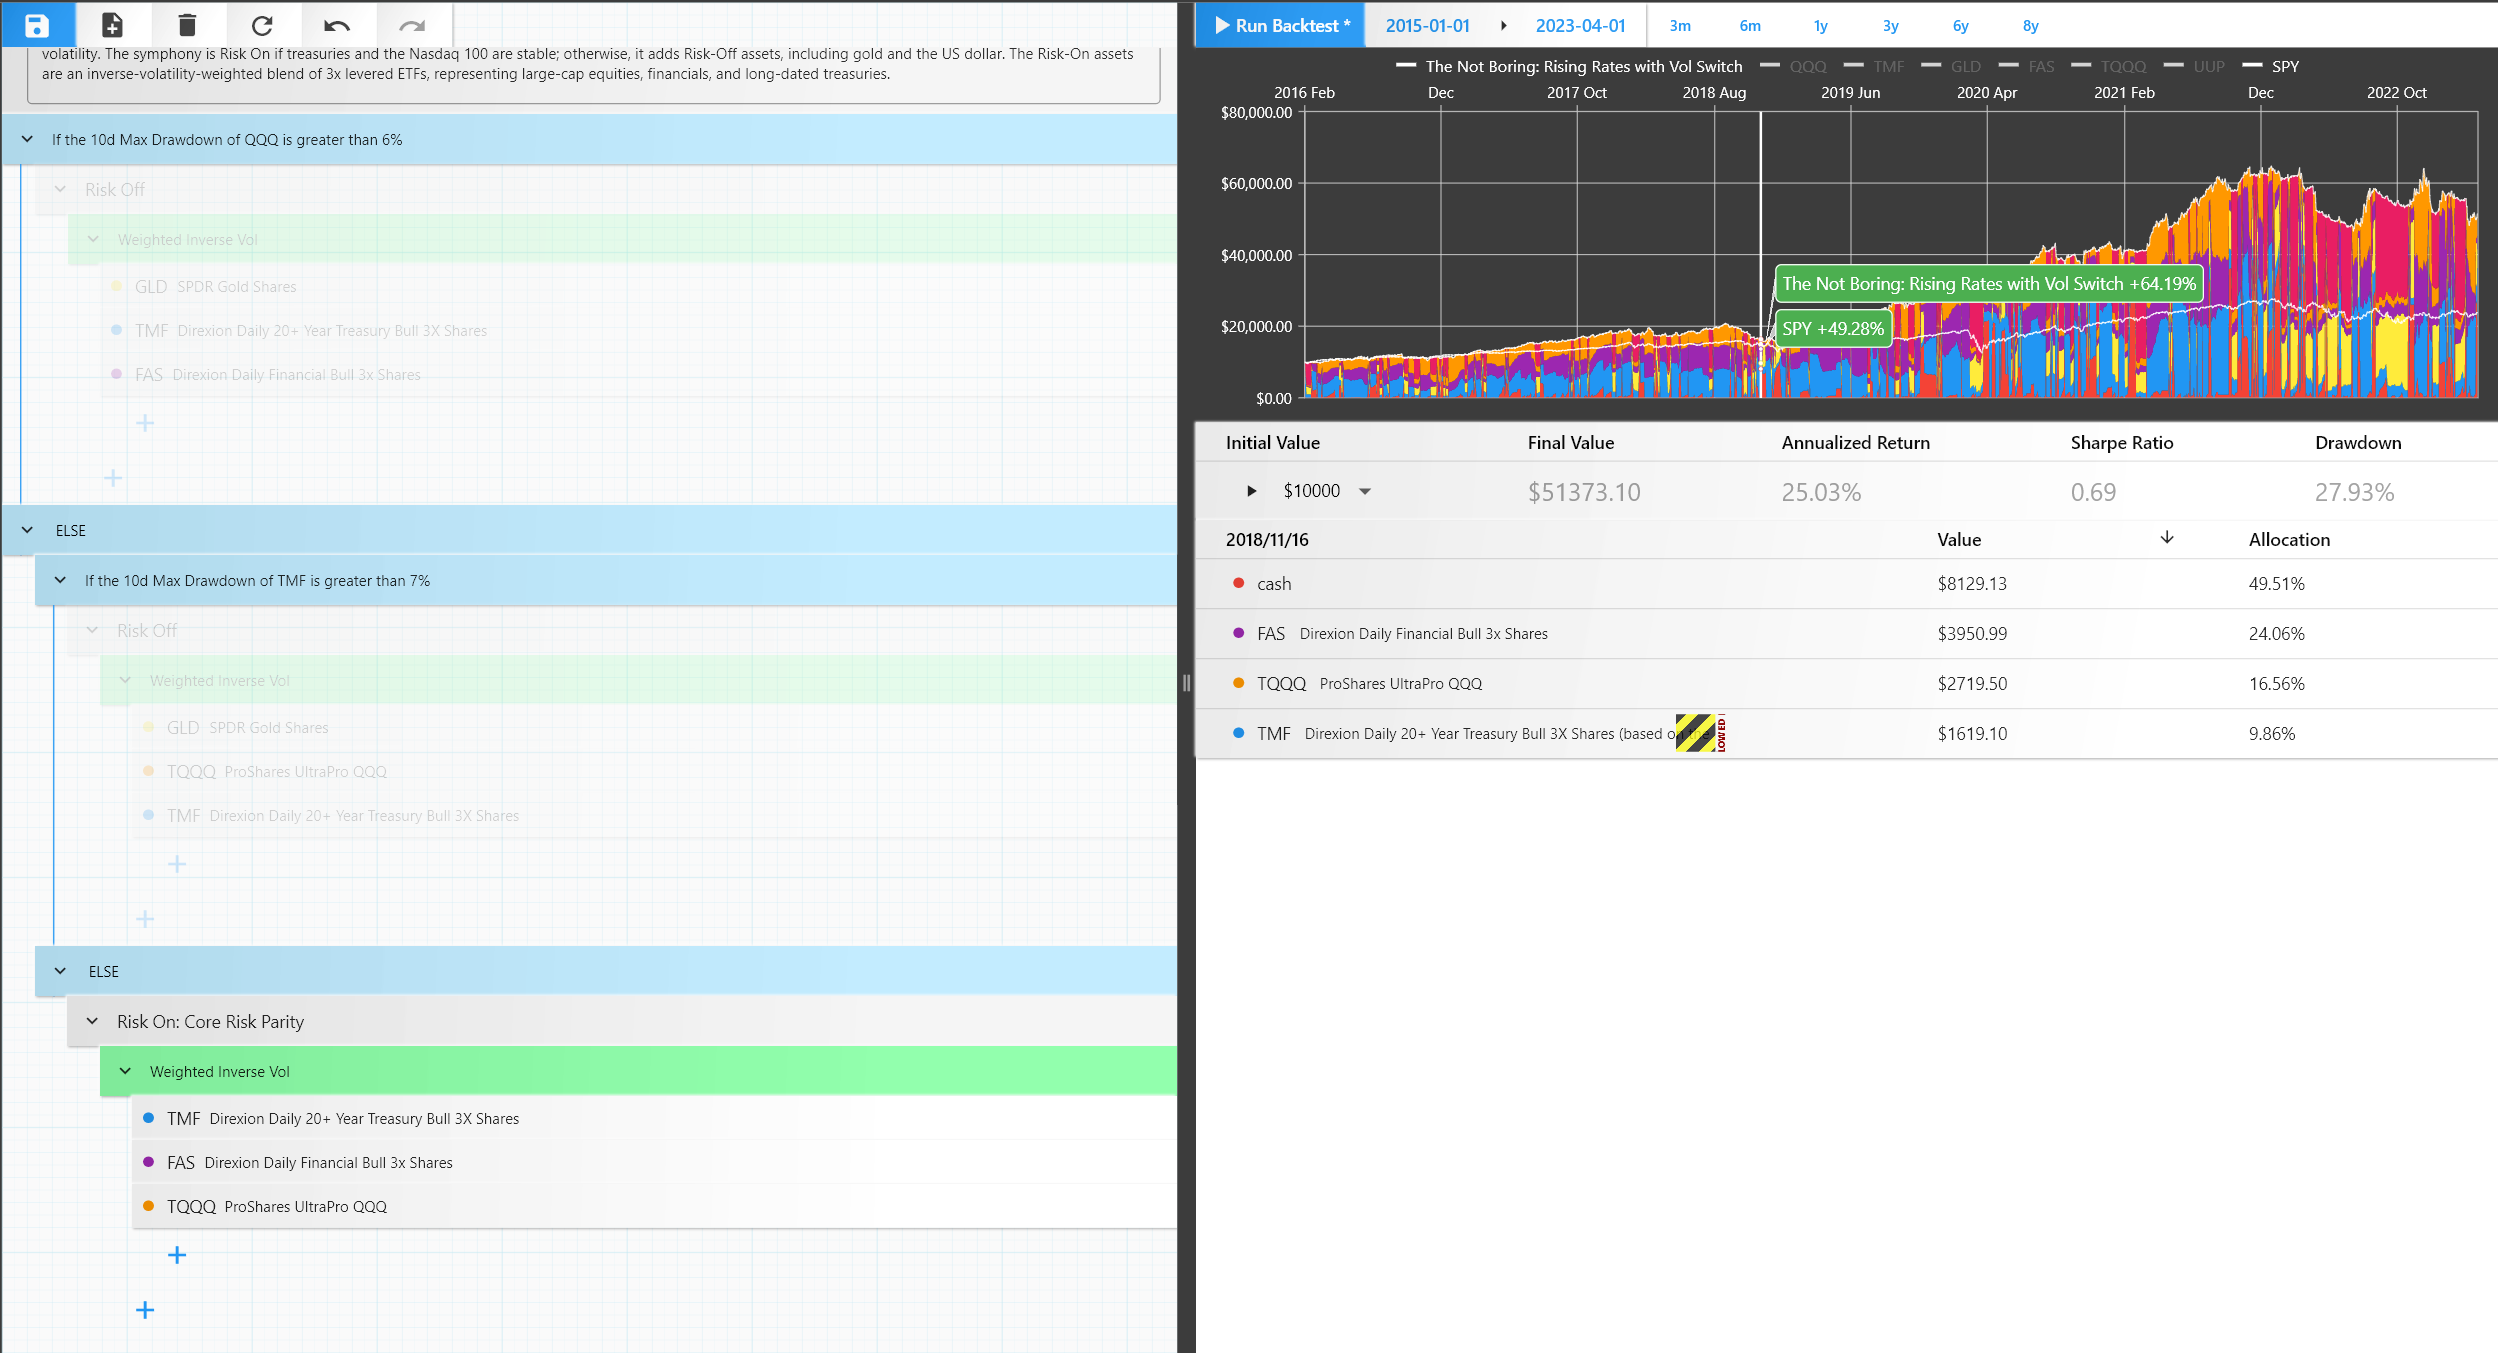 volatility. The symphony is Risk On if treasuries and the Nasdaq 100 are stable; otherwise, it adds Risk-Off assets, including gold and the US dollar. The Risk-On assets
are an inverse-volatility-weighted blend of 3x levered ETFs, representing large-cap equities, financials, and long-dated treasuries.
If the 10d Max Drawdown of QQQ is greater than 6%
Risk Off
Weighted Inverse Vol
GLD SPDR Gold Shares
TMF Direxion Daily 20+ Year Treasury Bull 3X Shares
FAS Direxion Daily Financial Bull 3x Shares
+
+
ELSE
If the 10d Max Drawdown of TMF is greater than 7%
Risk Off
Weighted Inverse Vol
GLD SPDR Gold Shares
TQQQ ProShares UltraPro QQQ
TMF Direxion Daily 20+ Year Treasury Bull 3X Shares
+
+
ELSE
Risk On: Core Risk Parity
Weighted Inverse Vol
TMF Direxion Daily 20+ Year Treasury Bull 3X Shares
FAS Direxion Daily Financial Bull 3x Shares
TQQQ ProShares UltraPro QQQ
+
+
Run Backtest * 2015-01-01 2023-04-01 3m 6m 1y 3y 6y 8y
The Not Boring: Rising Rates with Vol Switch QQQ TMF GLD FAS TQQQ UUP SPY
2016 Feb Dec 2017 Oct 2018 Aug 2019 Jun 2020 Apr 2021 Feb Dec 2022 Oct
$80,000.00
$60,000.00
$40,000.00
The Not Boring: Rising Rates with Vol Switch +64.19%
$20,000.00
SPY +49.28%
$0.00
Initial Value Final Value Annualized Return Sharpe Ratio Drawdown
$10000 $51373.10 25.03% 0.69 27.93%
2018/11/16 Value Allocation
cash $8129.13 49.51%
FAS Direxion Daily Financial Bull 3x Shares $3950.99 24.06%
TQQQ ProShares UltraPro QQQ $2719.50 16.56%
TMF Direxion Daily 20+ Year Treasury Bull 3X Shares (based $1619.10 9.86%